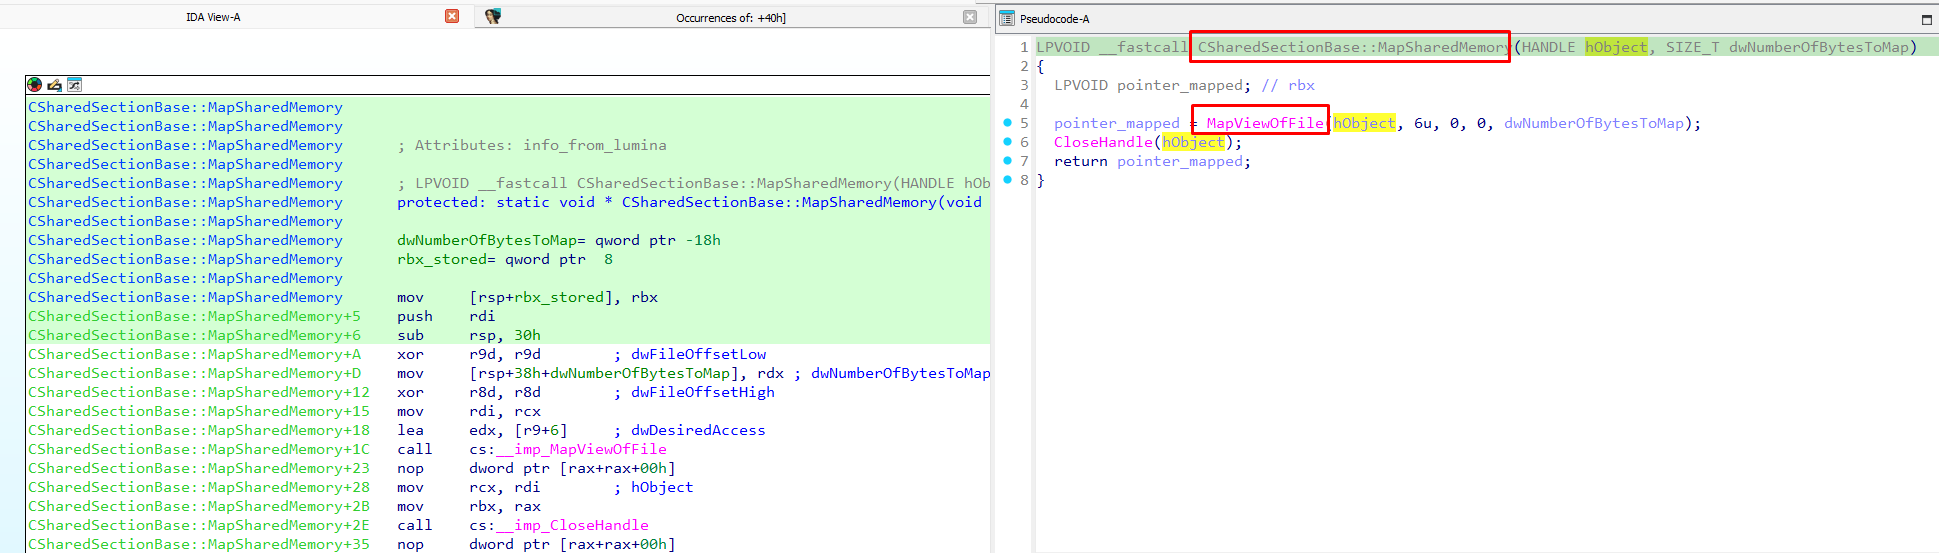 IDA View-A
Occurrences of: +40h]
CSharedSectionBase::MapSharedMemory
CSharedSectionBase::MapSharedMemory
CSharedSectionBase::MapSharedMemory ; Attributes: info_from_lumina
CSharedSectionBase::MapSharedMemory
CSharedSectionBase::MapSharedMemory ; LPVOID __fastcall CSharedSectionBase::MapSharedMemory(HANDLE hOb
CSharedSectionBase::MapSharedMemory protected: static void * CSharedSectionBase::MapSharedMemory(void
CSharedSectionBase::MapSharedMemory
CSharedSectionBase::MapSharedMemory dwNumberOfBytesToMap= qword ptr -18h
CSharedSectionBase::MapSharedMemory rbx_stored= qword ptr  8
CSharedSectionBase::MapSharedMemory
CSharedSectionBase::MapSharedMemory mov [rsp+rbx_stored], rbx
CSharedSectionBase::MapSharedMemory+5 push rdi
CSharedSectionBase::MapSharedMemory+6 sub rsp, 30h
CSharedSectionBase::MapSharedMemory+A xor r9d, r9d ; dwFileOffsetLow
CSharedSectionBase::MapSharedMemory+D mov [rsp+38h+dwNumberOfBytesToMap], rdx ; dwNumberOfBytesToMap
CSharedSectionBase::MapSharedMemory+12 xor r8d, r8d ; dwFileOffsetHigh
CSharedSectionBase::MapSharedMemory+15 mov rdi, rcx
CSharedSectionBase::MapSharedMemory+18 lea edx, [r9+6] ; dwDesiredAccess
CSharedSectionBase::MapSharedMemory+1C call cs:__imp_MapViewOfFile
CSharedSectionBase::MapSharedMemory+23 nop dword ptr [rax+rax+00h]
CSharedSectionBase::MapSharedMemory+28 mov rcx, rdi ; hObject
CSharedSectionBase::MapSharedMemory+2B mov rbx, rax
CSharedSectionBase::MapSharedMemory+2E call cs:__imp_CloseHandle
CSharedSectionBase::MapSharedMemory+35 nop dword ptr [rax+rax+00h]
Pseudocode-A
1 LPVOID __fastcall CSharedSectionBase::MapSharedMemory(HANDLE hObject, SIZE_T dwNumberOfBytesToMap)
2 {
3 LPVOID pointer_mapped; // rbx
4
5 pointer_mapped = MapViewOfFile(hObject, 6u, 0, 0, dwNumberOfBytesToMap);
6 CloseHandle(hObject);
7 return pointer_mapped;
8 }